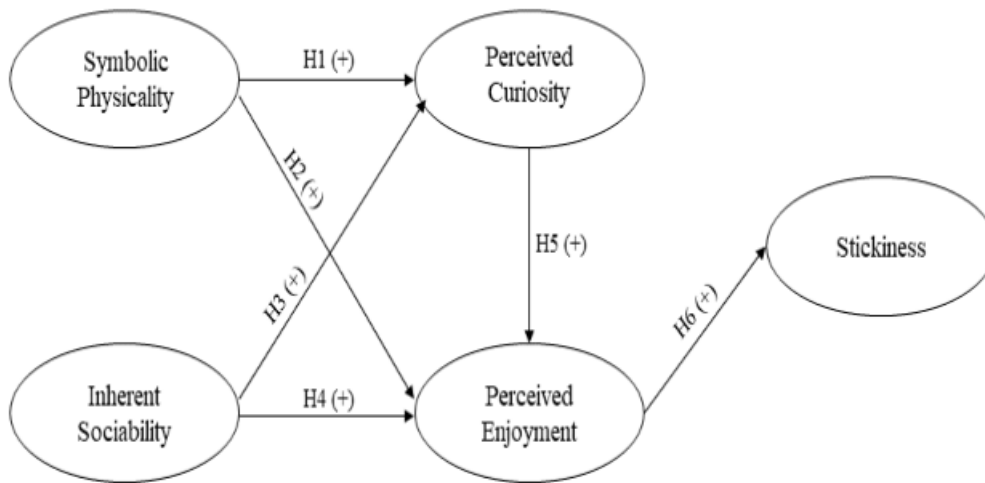 Symbolic
Physicality
H1 (+)
Perceived
Curiosity
H2 (+)
H3 (+)
H5 (+)
Stickiness
H6 (+)
Inherent
Sociability
H4 (+)
Perceived
Enjoyment